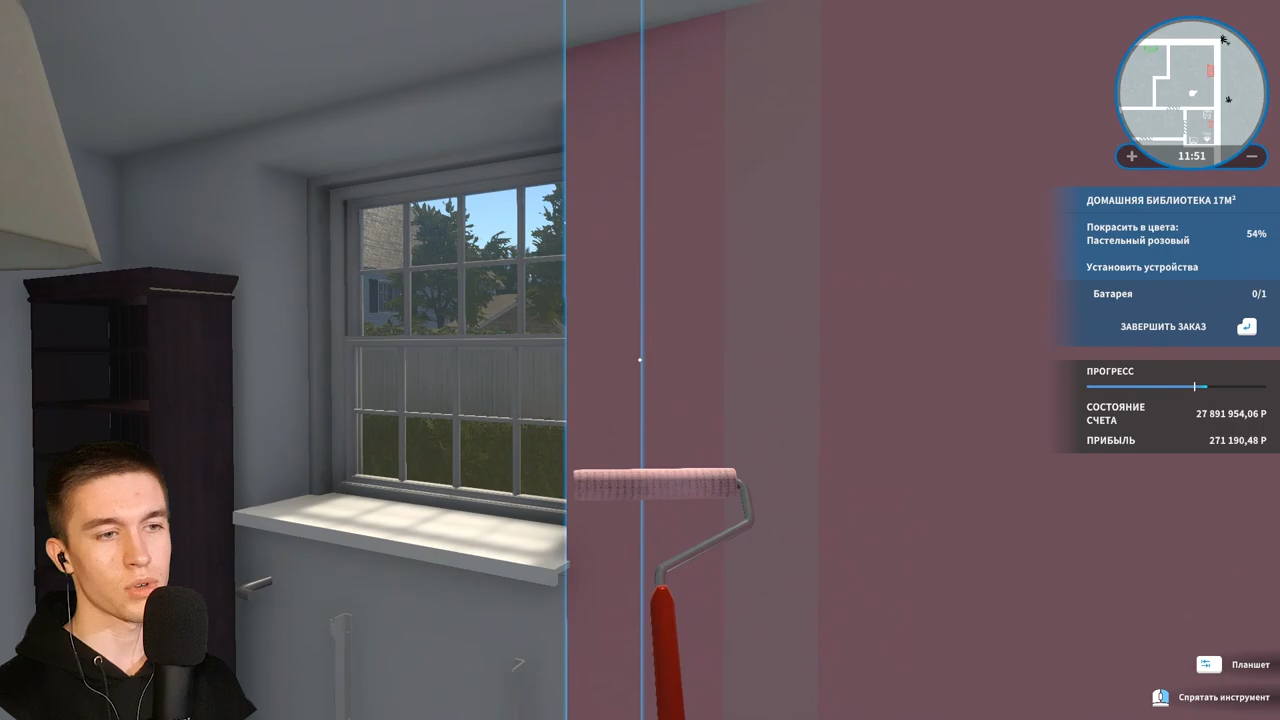 11:51
ДОМАШНЯЯ БИБЛИОТЕКА 17М²
Покрасить в цвета:
Пастельный розовый
54%
Установить устройства
Батарея 0/1
ЗАВЕРШИТЬ ЗАКАЗ
ПРОГРЕСС
СОСТОЯНИЕ
СЧЕТА
27 891 954,06 Р
ПРИБЫЛЬ 271 190,48 Р
Планшет
Спрятать инструмент